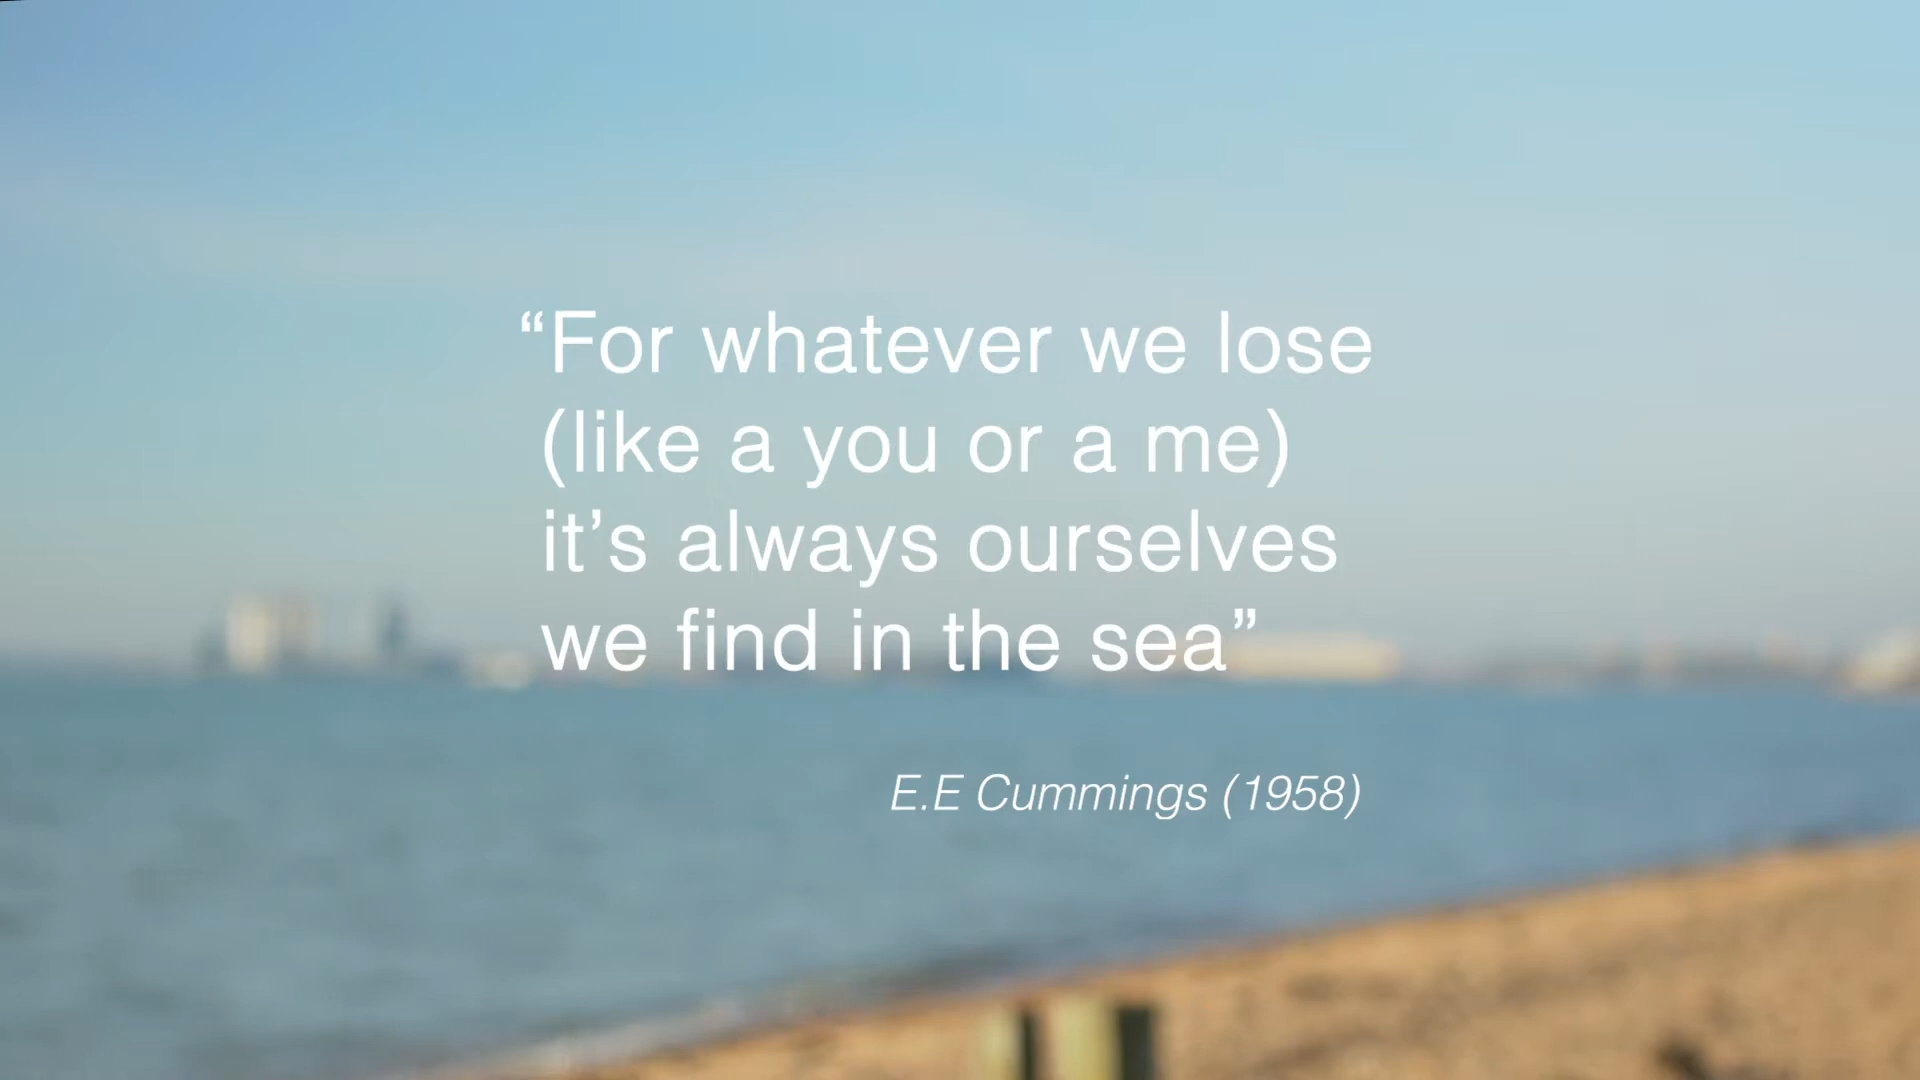 “For whatever we lose
(like a you or a me)
it’s always ourselves
we find in the sea”
E.E Cummings (1958)